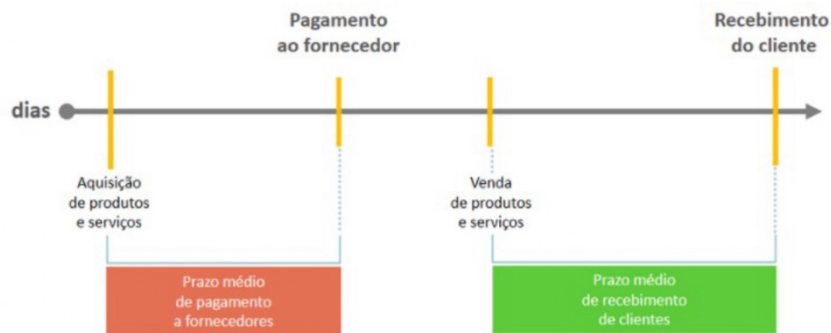 Pagamento
ao fornecedor
Recebimento
do cliente
dias
Aquisição
de produtos
e serviços
Venda
de produtos
e serviços
Prazo médio
de pagamento
a fornecedores
Prazo médio
de recebimento
de clientes